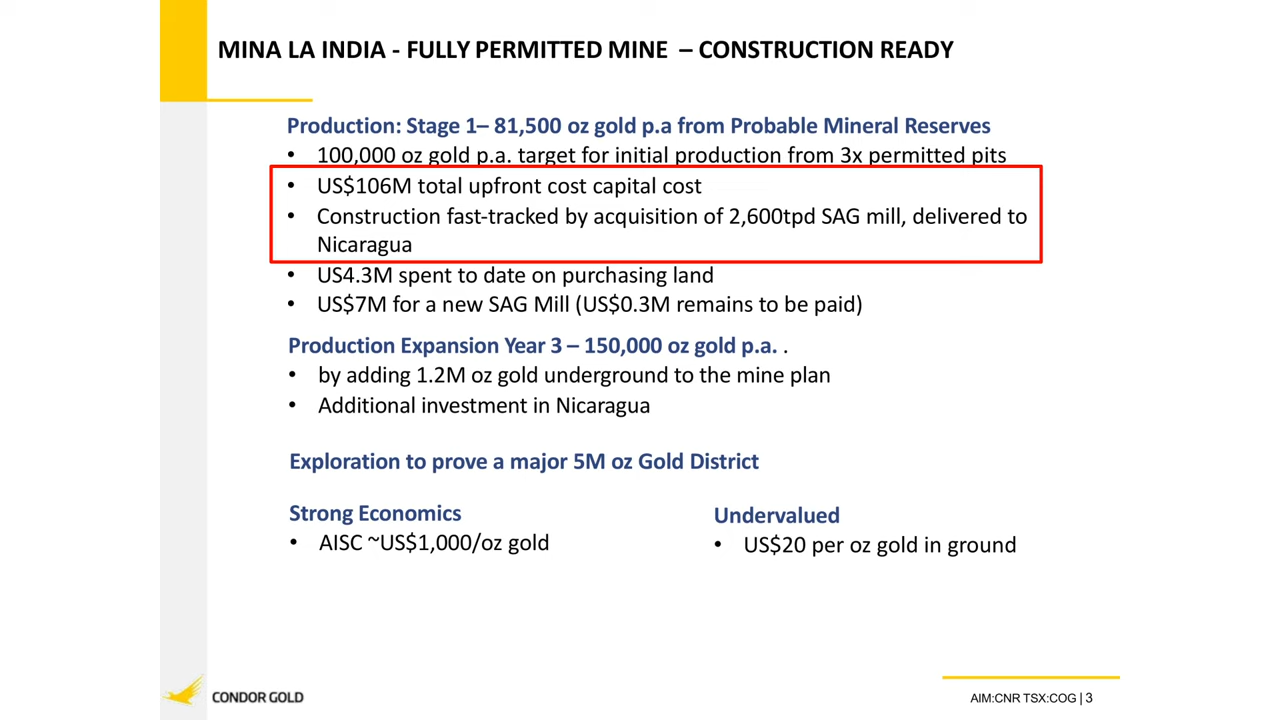 MINA LA INDIA - FULLY PERMITTED MINE – CONSTRUCTION READY
Production: Stage 1– 81,500 oz gold p.a from Probable Mineral Reserves
• 100,000 oz gold p.a. target for initial production from 3x permitted pits
• US$106M total upfront cost capital cost
• Construction fast-tracked by acquisition of 2,600tpd SAG mill, delivered to
Nicaragua
• US4.3M spent to date on purchasing land
• US$7M for a new SAG Mill (US$0.3M remains to be paid)
Production Expansion Year 3 – 150,000 oz gold p.a. .
• by adding 1.2M oz gold underground to the mine plan
• Additional investment in Nicaragua
Exploration to prove a major 5M oz Gold District
Strong Economics
• AISC ~US$1,000/oz gold
Undervalued
• US$20 per oz gold in ground
CONDOR GOLD
AIM:CNR TSX:COG | 3